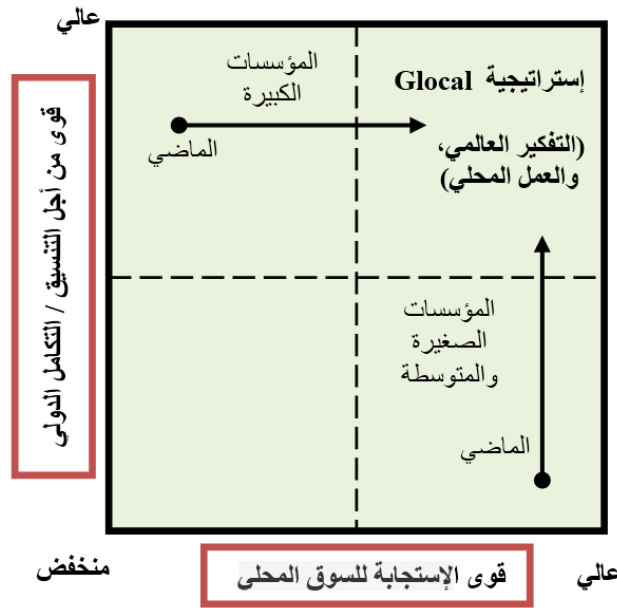 عالي
قوى من أجل التنسيق / التكامل الدولي
المؤسسات
الكبيرة
الماضي
إستراتيجية Glocal
(التفكير العالمي،
والعمل المحلي)
المؤسسات
الصغيرة
والمتوسطة
الماضي
منخفض
قوى الإستجابة للسوق المحلي
عالي